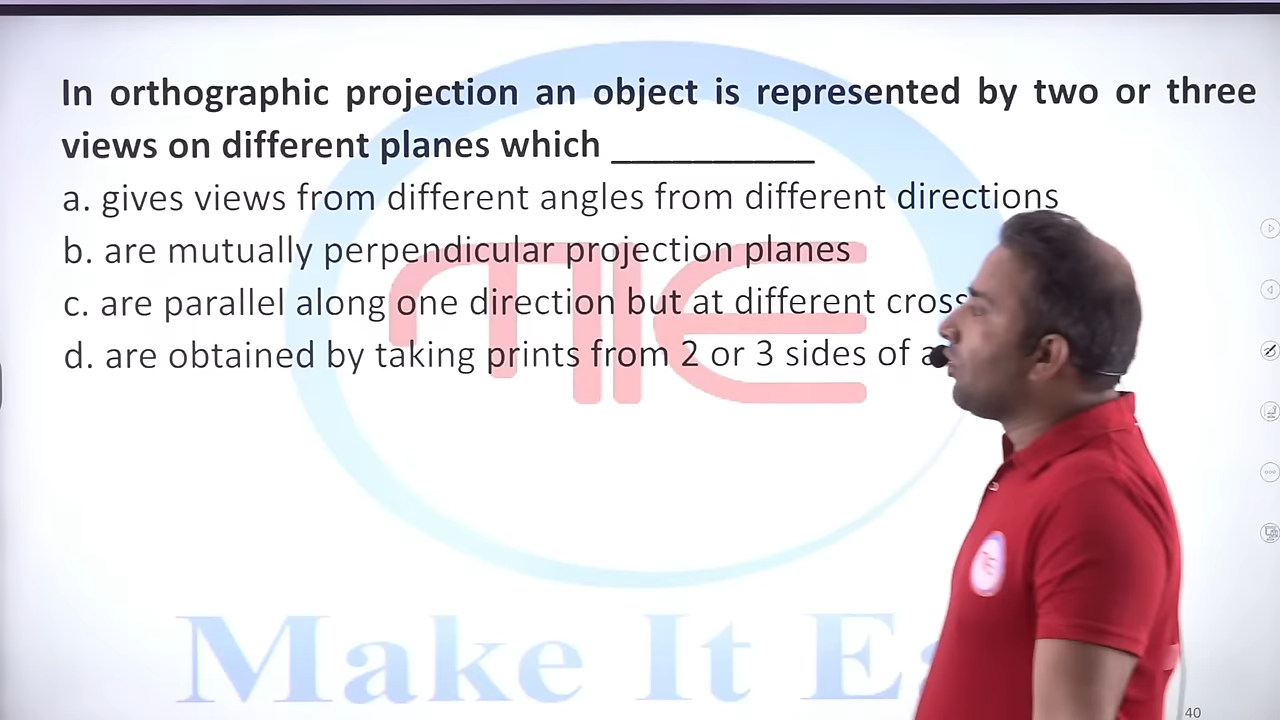 In orthographic projection an object is represented by two or three
views on different planes which __________
a. gives views from different angles from different directions
b. are mutually perpendicular projection planes
c. are parallel along one direction but at different cross
d. are obtained by taking prints from 2 or 3 sides of
MIE
Make It
MIE
40